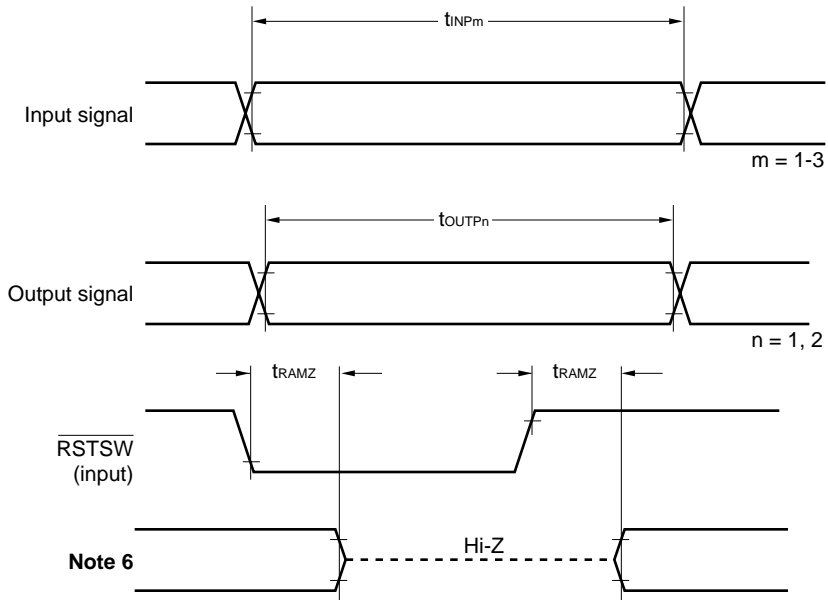 tINPm
Input signal
m = 1-3
tOUTPn
Output signal
n = 1, 2
tRAMZ tRAMZ
RSTSW
(input)
Hi-Z
Note 6